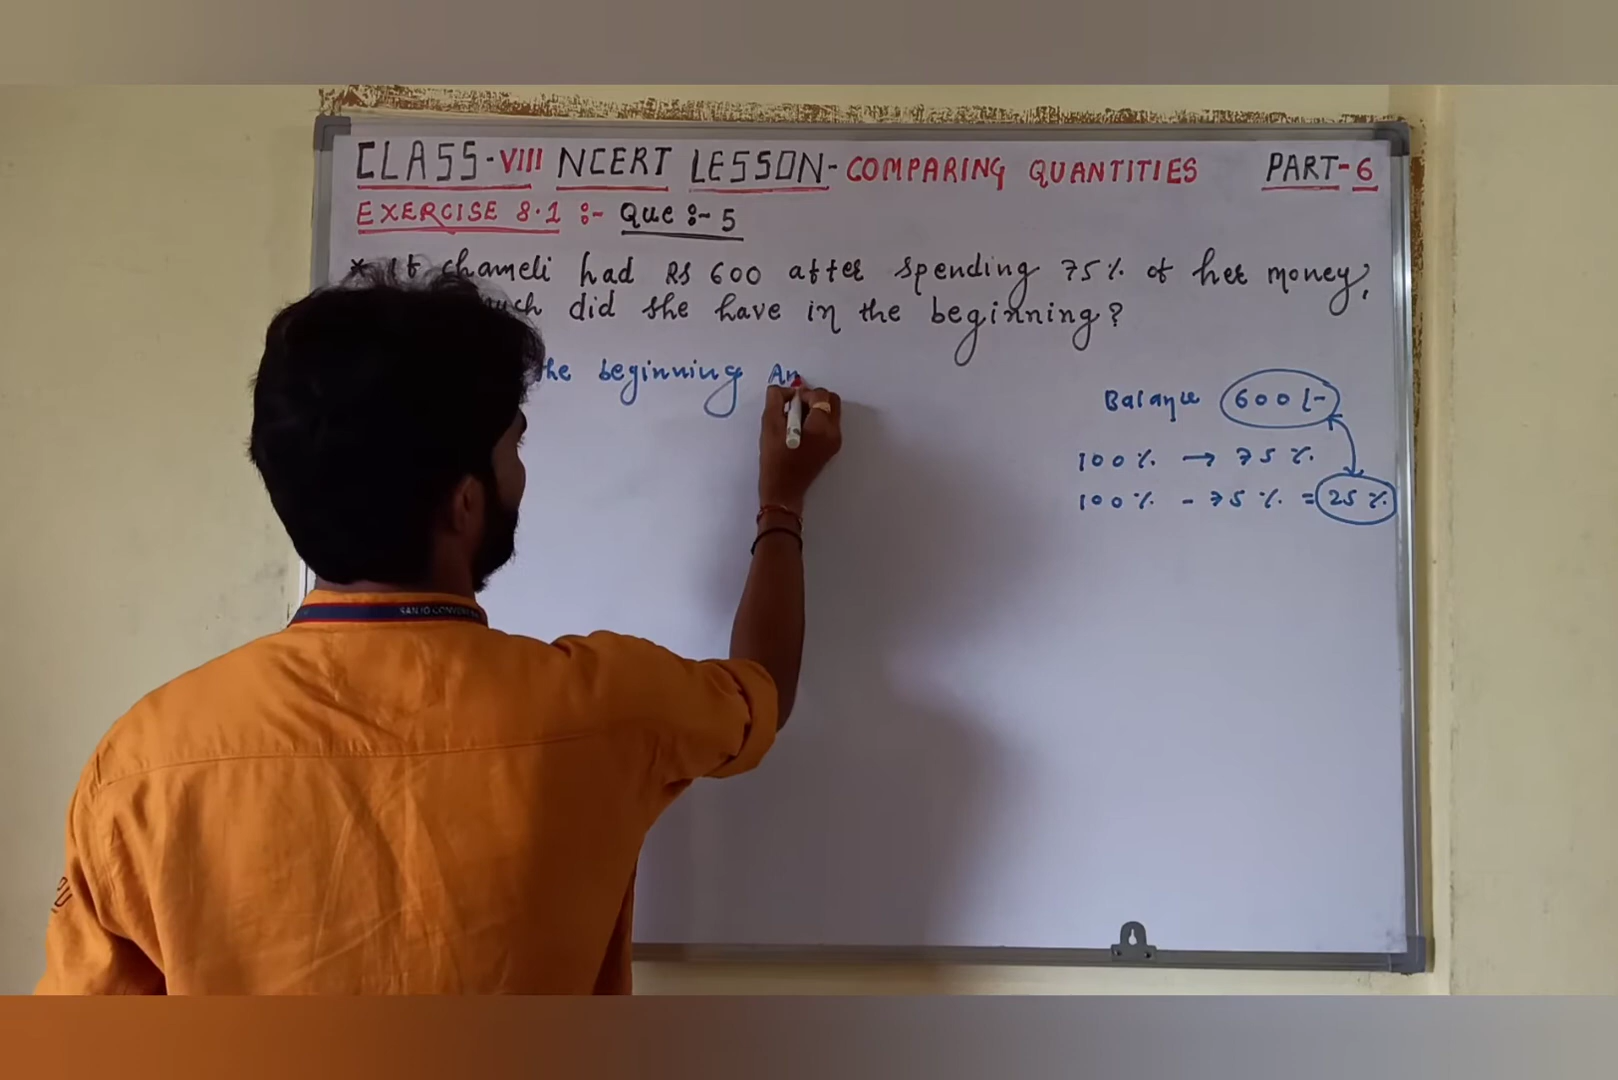 CLASS-VIII NCERT LESSON- COMPARING QUANTITIES PART-6
EXERCISE 8.1 :- Que :- 5
* If Chameli had Rs 600 after spending 75% of her money,
did she have in the beginning?
the beginning Am
Balance 600/-
100% → 75%
100% - 75% = 25%